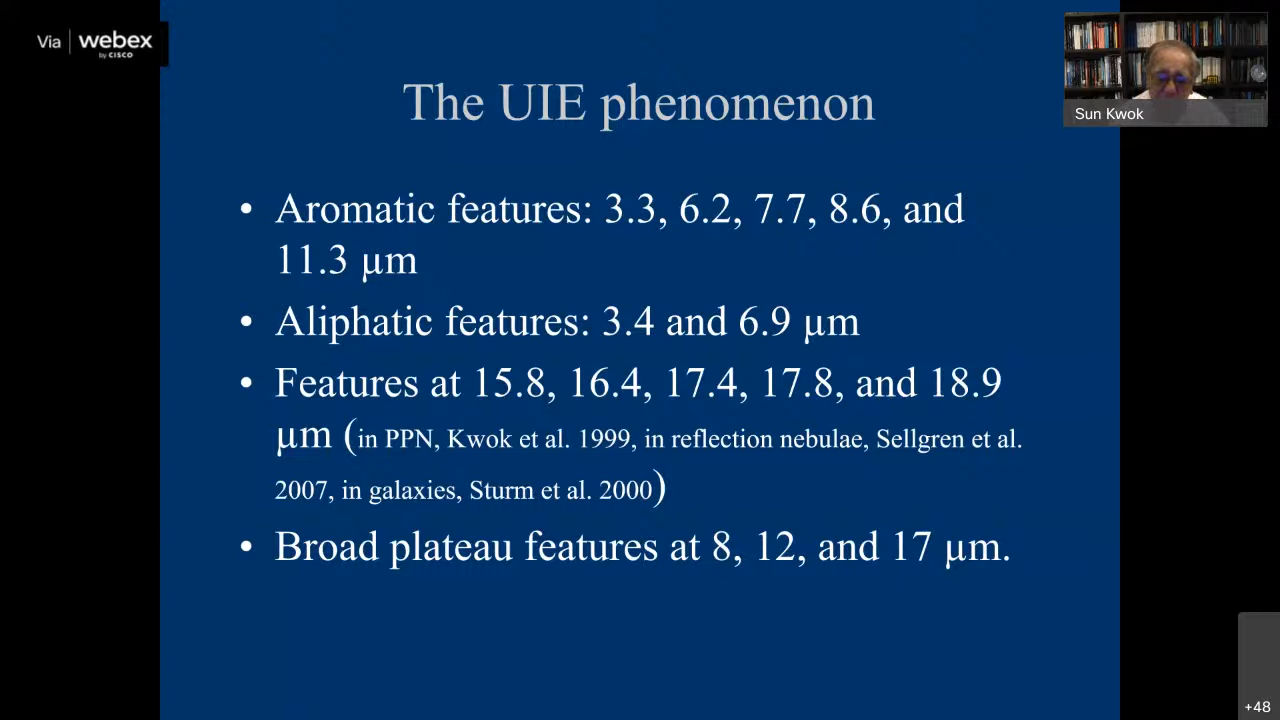 Via webex
by CISCO
The UIE phenomenon
Sun Kwok
• Aromatic features: 3.3, 6.2, 7.7, 8.6, and
11.3 µm
• Aliphatic features: 3.4 and 6.9 µm
• Features at 15.8, 16.4, 17.4, 17.8, and 18.9
µm (in PPN, Kwok et al. 1999, in reflection nebulae, Sellgren et al.
2007, in galaxies, Sturm et al. 2000)
• Broad plateau features at 8, 12, and 17 µm.
+48